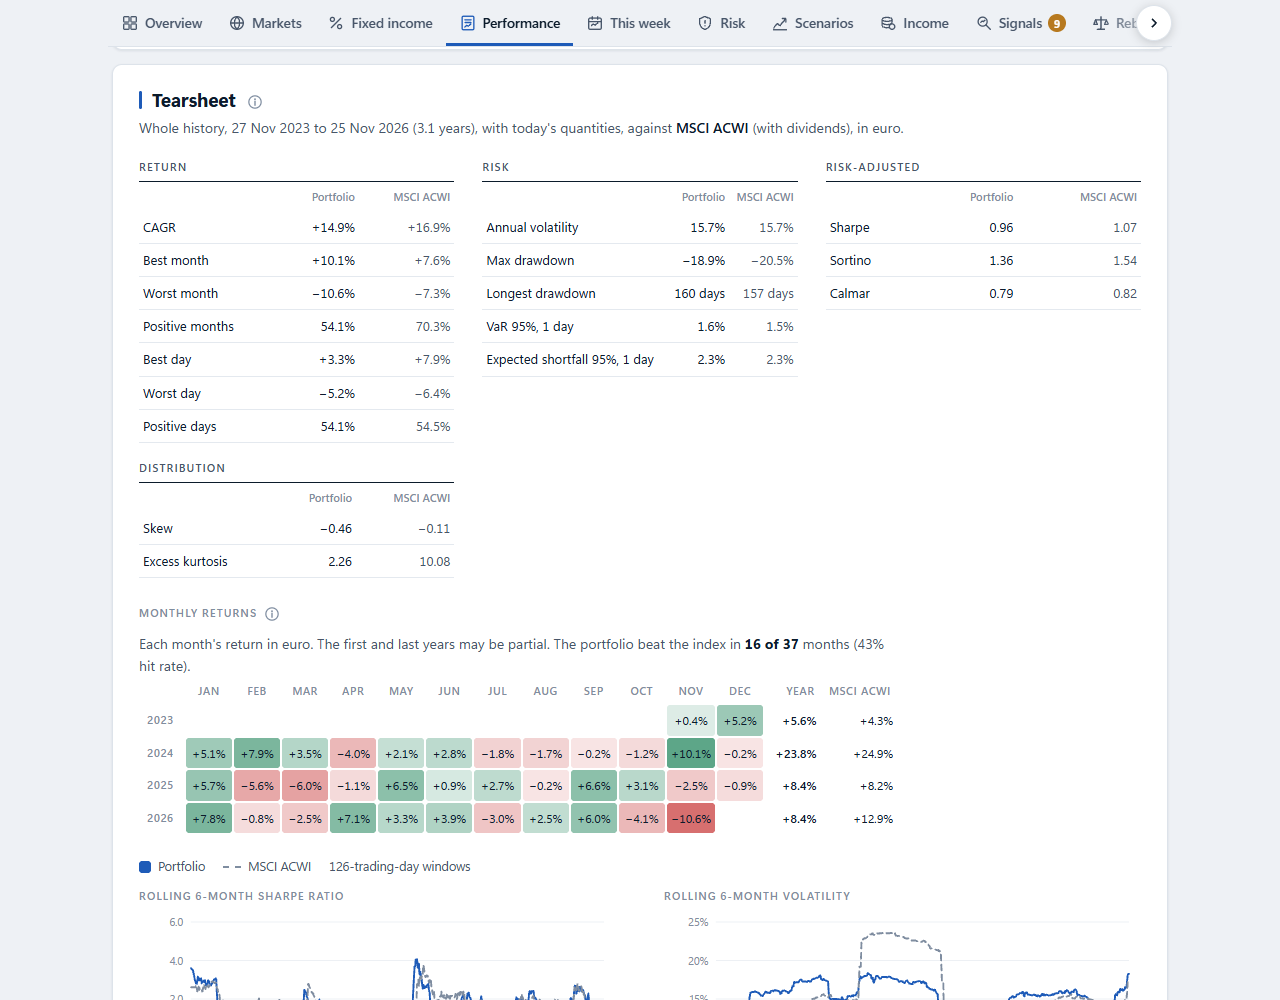 Overview Markets Fixed income Performance This week Risk Scenarios Income Signals 9
Tearsheet
Whole history, 27 Nov 2023 to 25 Nov 2026 (3.1 years), with today's quantities, against MSCI ACWI (with dividends), in euro.
RETURN
Portfolio MSCI ACWI
CAGR +14.9% +16.9%
Best month +10.1% +7.6%
Worst month −10.6% −7.3%
Positive months 54.1% 70.3%
Best day +3.3% +7.9%
Worst day −5.2% −6.4%
Positive days 54.1% 54.5%
RISK
Portfolio MSCI ACWI
Annual volatility 15.7% 15.7%
Max drawdown −18.9% −20.5%
Longest drawdown 160 days 157 days
VaR 95%, 1 day 1.6% 1.5%
Expected shortfall 95%, 1 day 2.3% 2.3%
RISK-ADJUSTED
Portfolio MSCI ACWI
Sharpe 0.96 1.07
Sortino 1.36 1.54
Calmar 0.79 0.82
DISTRIBUTION
Portfolio MSCI ACWI
Skew −0.46 −0.11
Excess kurtosis 2.26 10.08
MONTHLY RETURNS
Each month's return in euro. The first and last years may be partial. The portfolio beat the index in 16 of 37 months (43%
hit rate).
JAN FEB MAR APR MAY JUN JUL AUG SEP OCT NOV DEC YEAR MSCI ACWI
2023 +0.4% +5.2% +5.6% +4.3%
2024 +5.1% +7.9% +3.5% −4.0% +2.1% +2.8% −1.8% −1.7% −0.2% −1.2% +10.1% −0.2% +23.8% +24.9%
2025 +5.7% −5.6% −6.0% −1.1% +6.5% +0.9% +2.7% −0.2% +6.6% +3.1% −2.5% −0.9% +8.4% +8.2%
2026 +7.8% −0.8% −2.5% +7.1% +3.3% +3.9% −3.0% +2.5% +6.0% −4.1% −10.6% +8.4% +12.9%
Portfolio MSCI ACWI 126-trading-day windows
ROLLING 6-MONTH SHARPE RATIO
6.0
4.0
2.0
ROLLING 6-MONTH VOLATILITY
25%
20%
15%